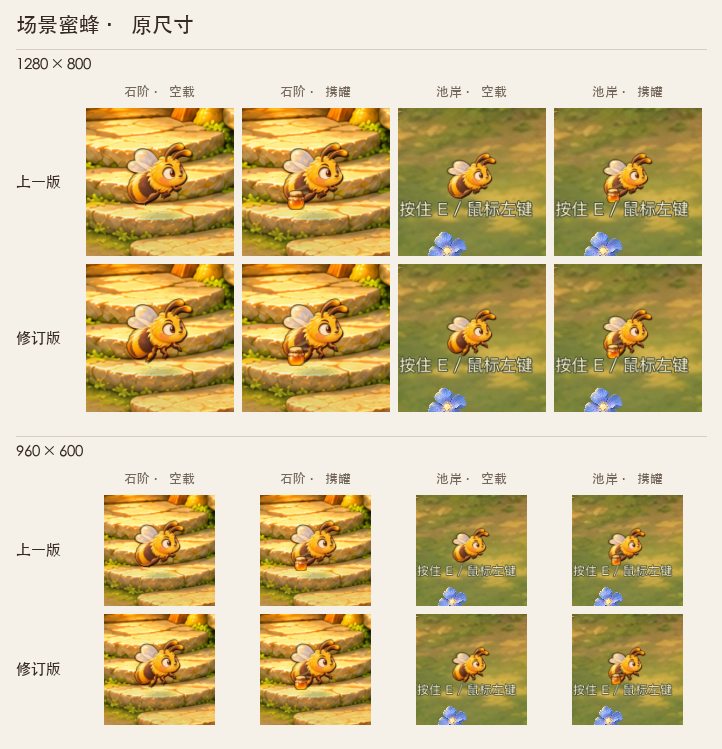 场景蜜蜂 · 原尺寸
1280 × 800
石阶 · 空载 石阶 · 携罐 池岸 · 空载 池岸 · 携罐
上一版
按住 E / 鼠标左键 按住 E / 鼠标左键
修订版
按住 E / 鼠标左键 按住 E / 鼠标左键
960 × 600
石阶 · 空载 石阶 · 携罐 池岸 · 空载 池岸 · 携罐
上一版
按住 E / 鼠标左键 按住 E / 鼠标左键
修订版
按住 E / 鼠标左键 按住 E / 鼠标左键